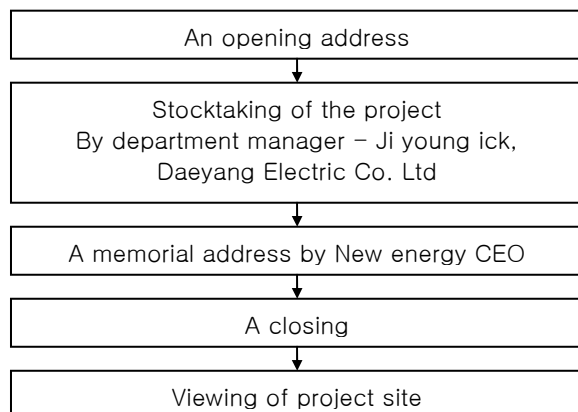 An opening address
Stocktaking of the project
By department manager – Ji young ick,
Daeyang Electric Co. Ltd
A memorial address by New energy CEO
A closing
Viewing of project site